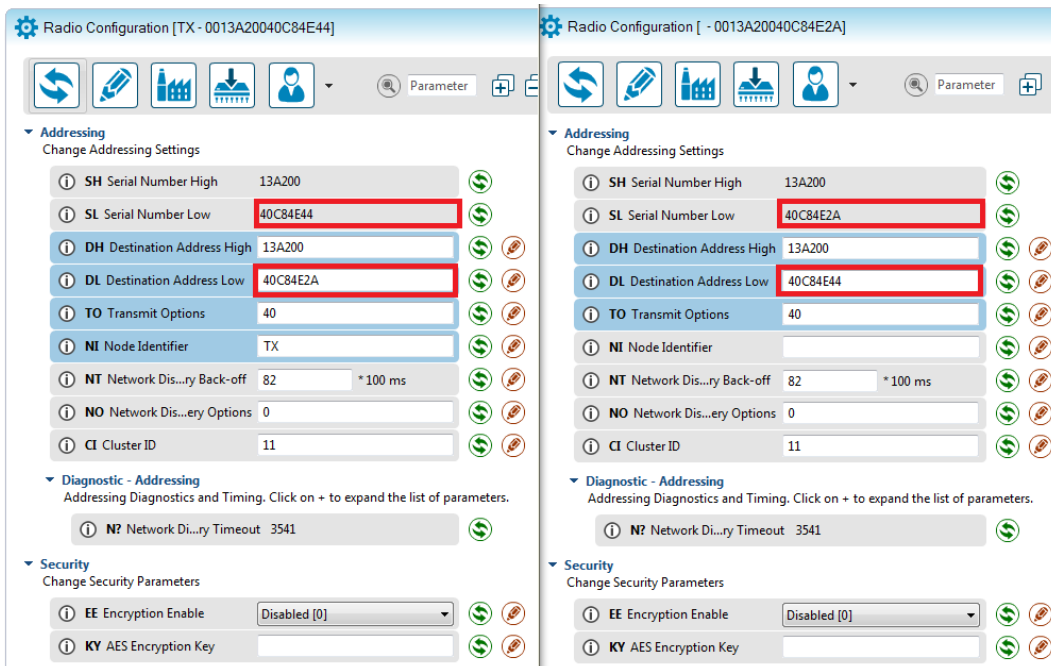 Radio Configuration [TX - 0013A20040C84E44]
Parameter
Addressing
Change Addressing Settings
SH Serial Number High 13A200
SL Serial Number Low 40C84E44
DH Destination Address High 13A200
DL Destination Address Low 40C84E2A
TO Transmit Options 40
NI Node Identifier TX
NT Network Dis...ry Back-off 82 *100 ms
NO Network Dis...ery Options 0
CI Cluster ID 11
Diagnostic - Addressing
Addressing Diagnostics and Timing. Click on + to expand the list of parameters.
N? Network Di...ry Timeout 3541
Security
Change Security Parameters
EE Encryption Enable Disabled [0]
KY AES Encryption Key
Radio Configuration [ - 0013A20040C84E2A]
Parameter
Addressing
Change Addressing Settings
SH Serial Number High 13A200
SL Serial Number Low 40C84E2A
DH Destination Address High 13A200
DL Destination Address Low 40C84E44
TO Transmit Options 40
NI Node Identifier
NT Network Dis...ry Back-off 82 *100 ms
NO Network Dis...ery Options 0
CI Cluster ID 11
Diagnostic - Addressing
Addressing Diagnostics and Timing. Click on + to expand the list of parameters.
N? Network Di...ry Timeout 3541
Security
Change Security Parameters
EE Encryption Enable Disabled [0]
KY AES Encryption Key